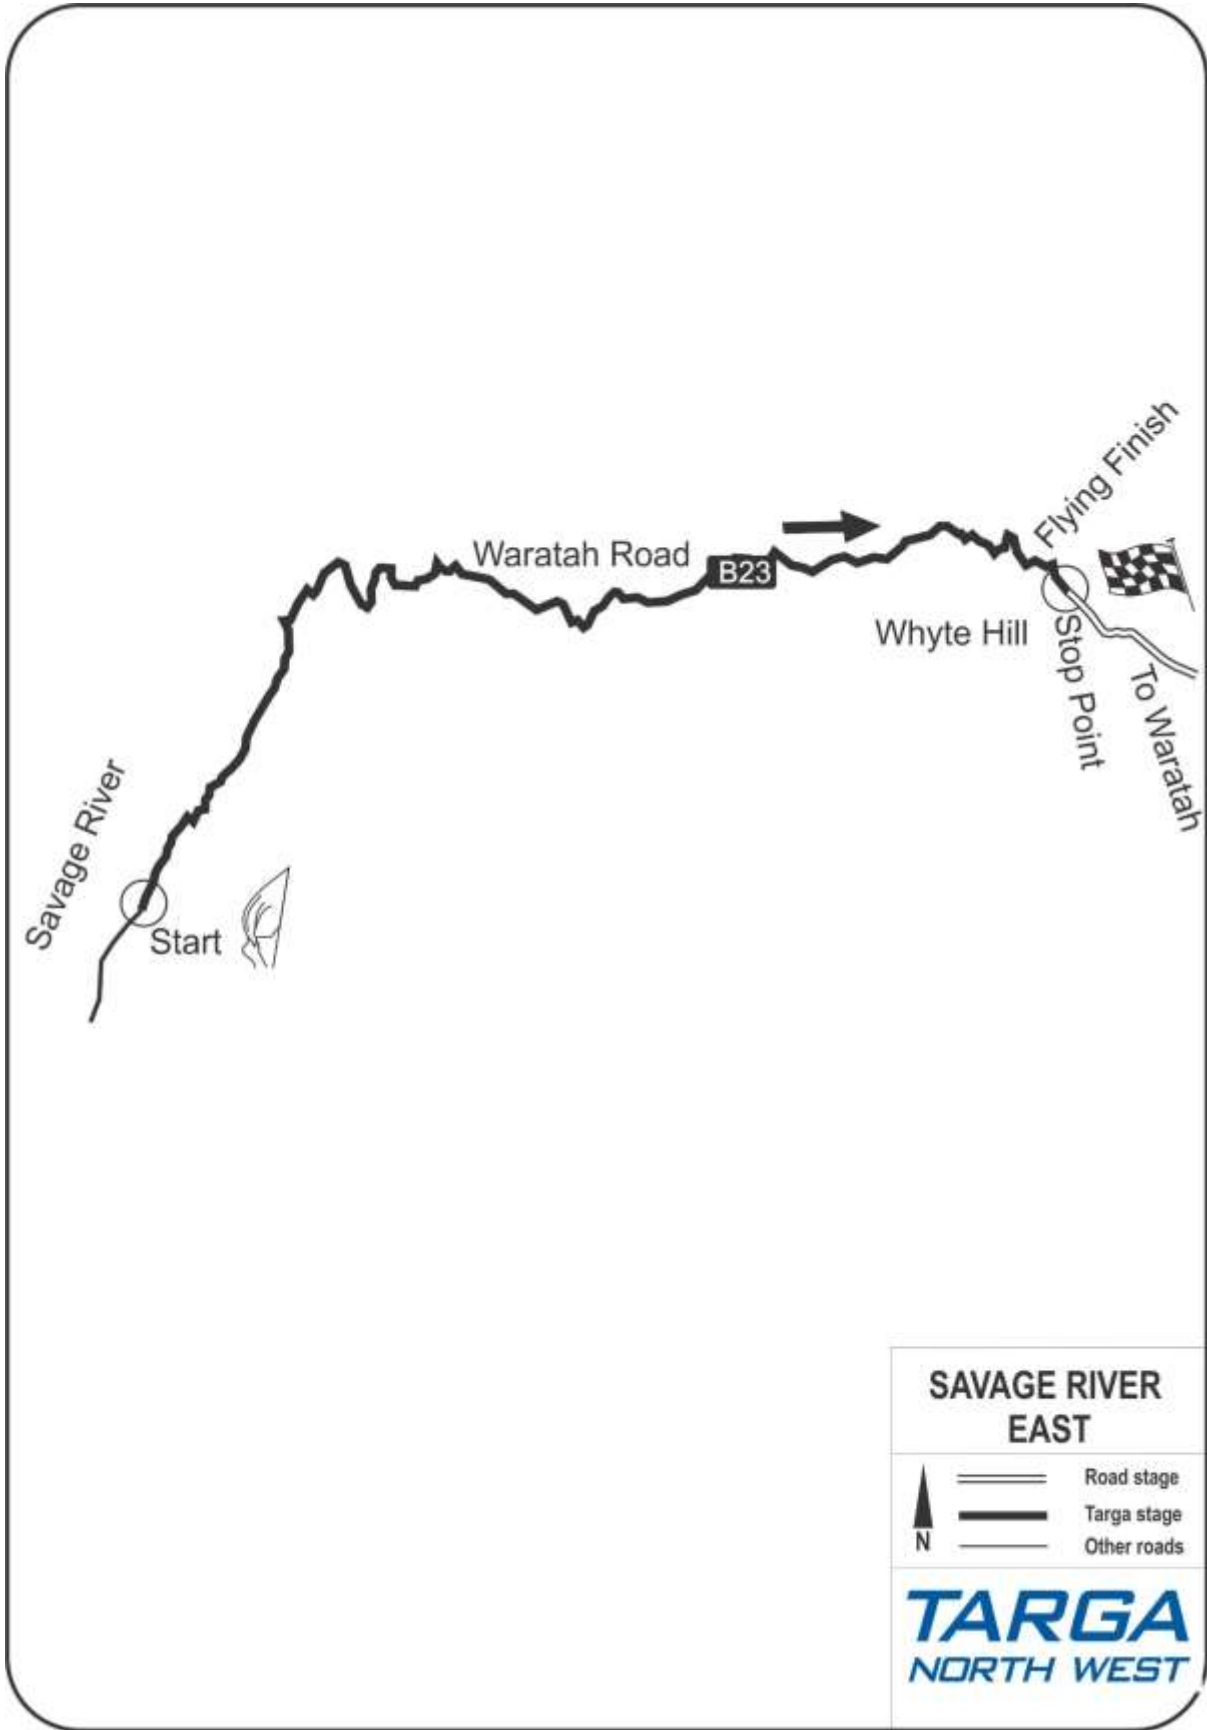 Flying Finish
Waratah Road
B23
Whyte Hill
Stop Point
To Waratah
Savage River
Start
SAVAGE RIVER
EAST
Road stage
Targa stage
Other roads
N
TARGA
NORTH WEST